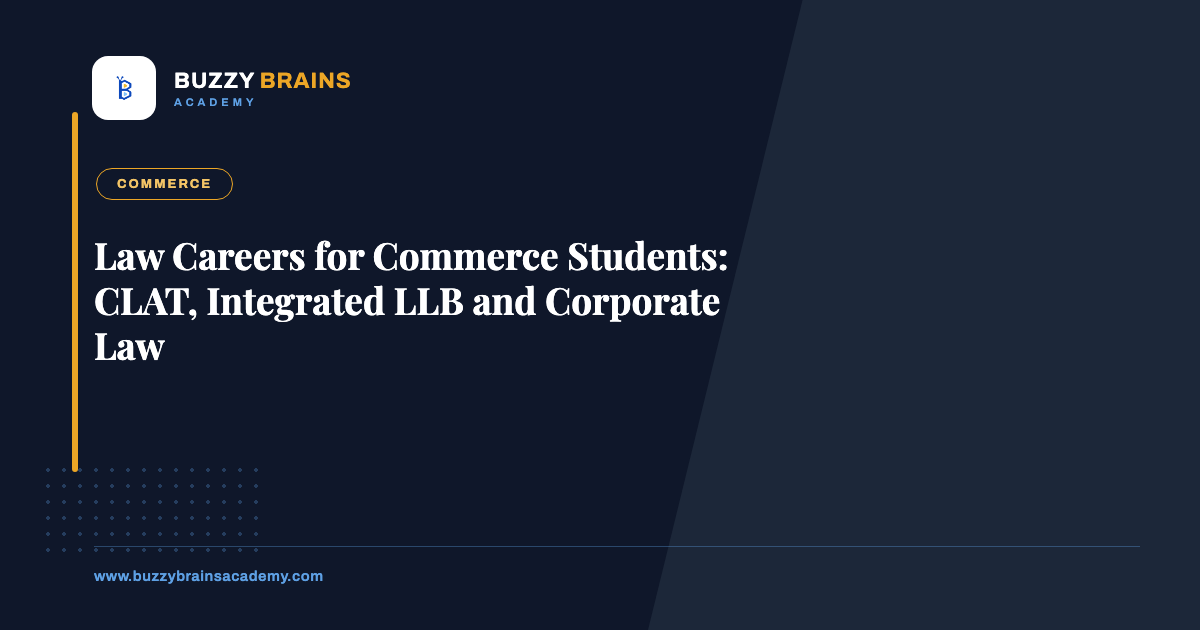 BUZZY BRAINS
ACADEMY
COMMERCE
Law Careers for Commerce Students:
CLAT, Integrated LLB and Corporate
Law
www.buzzybrainsacademy.com